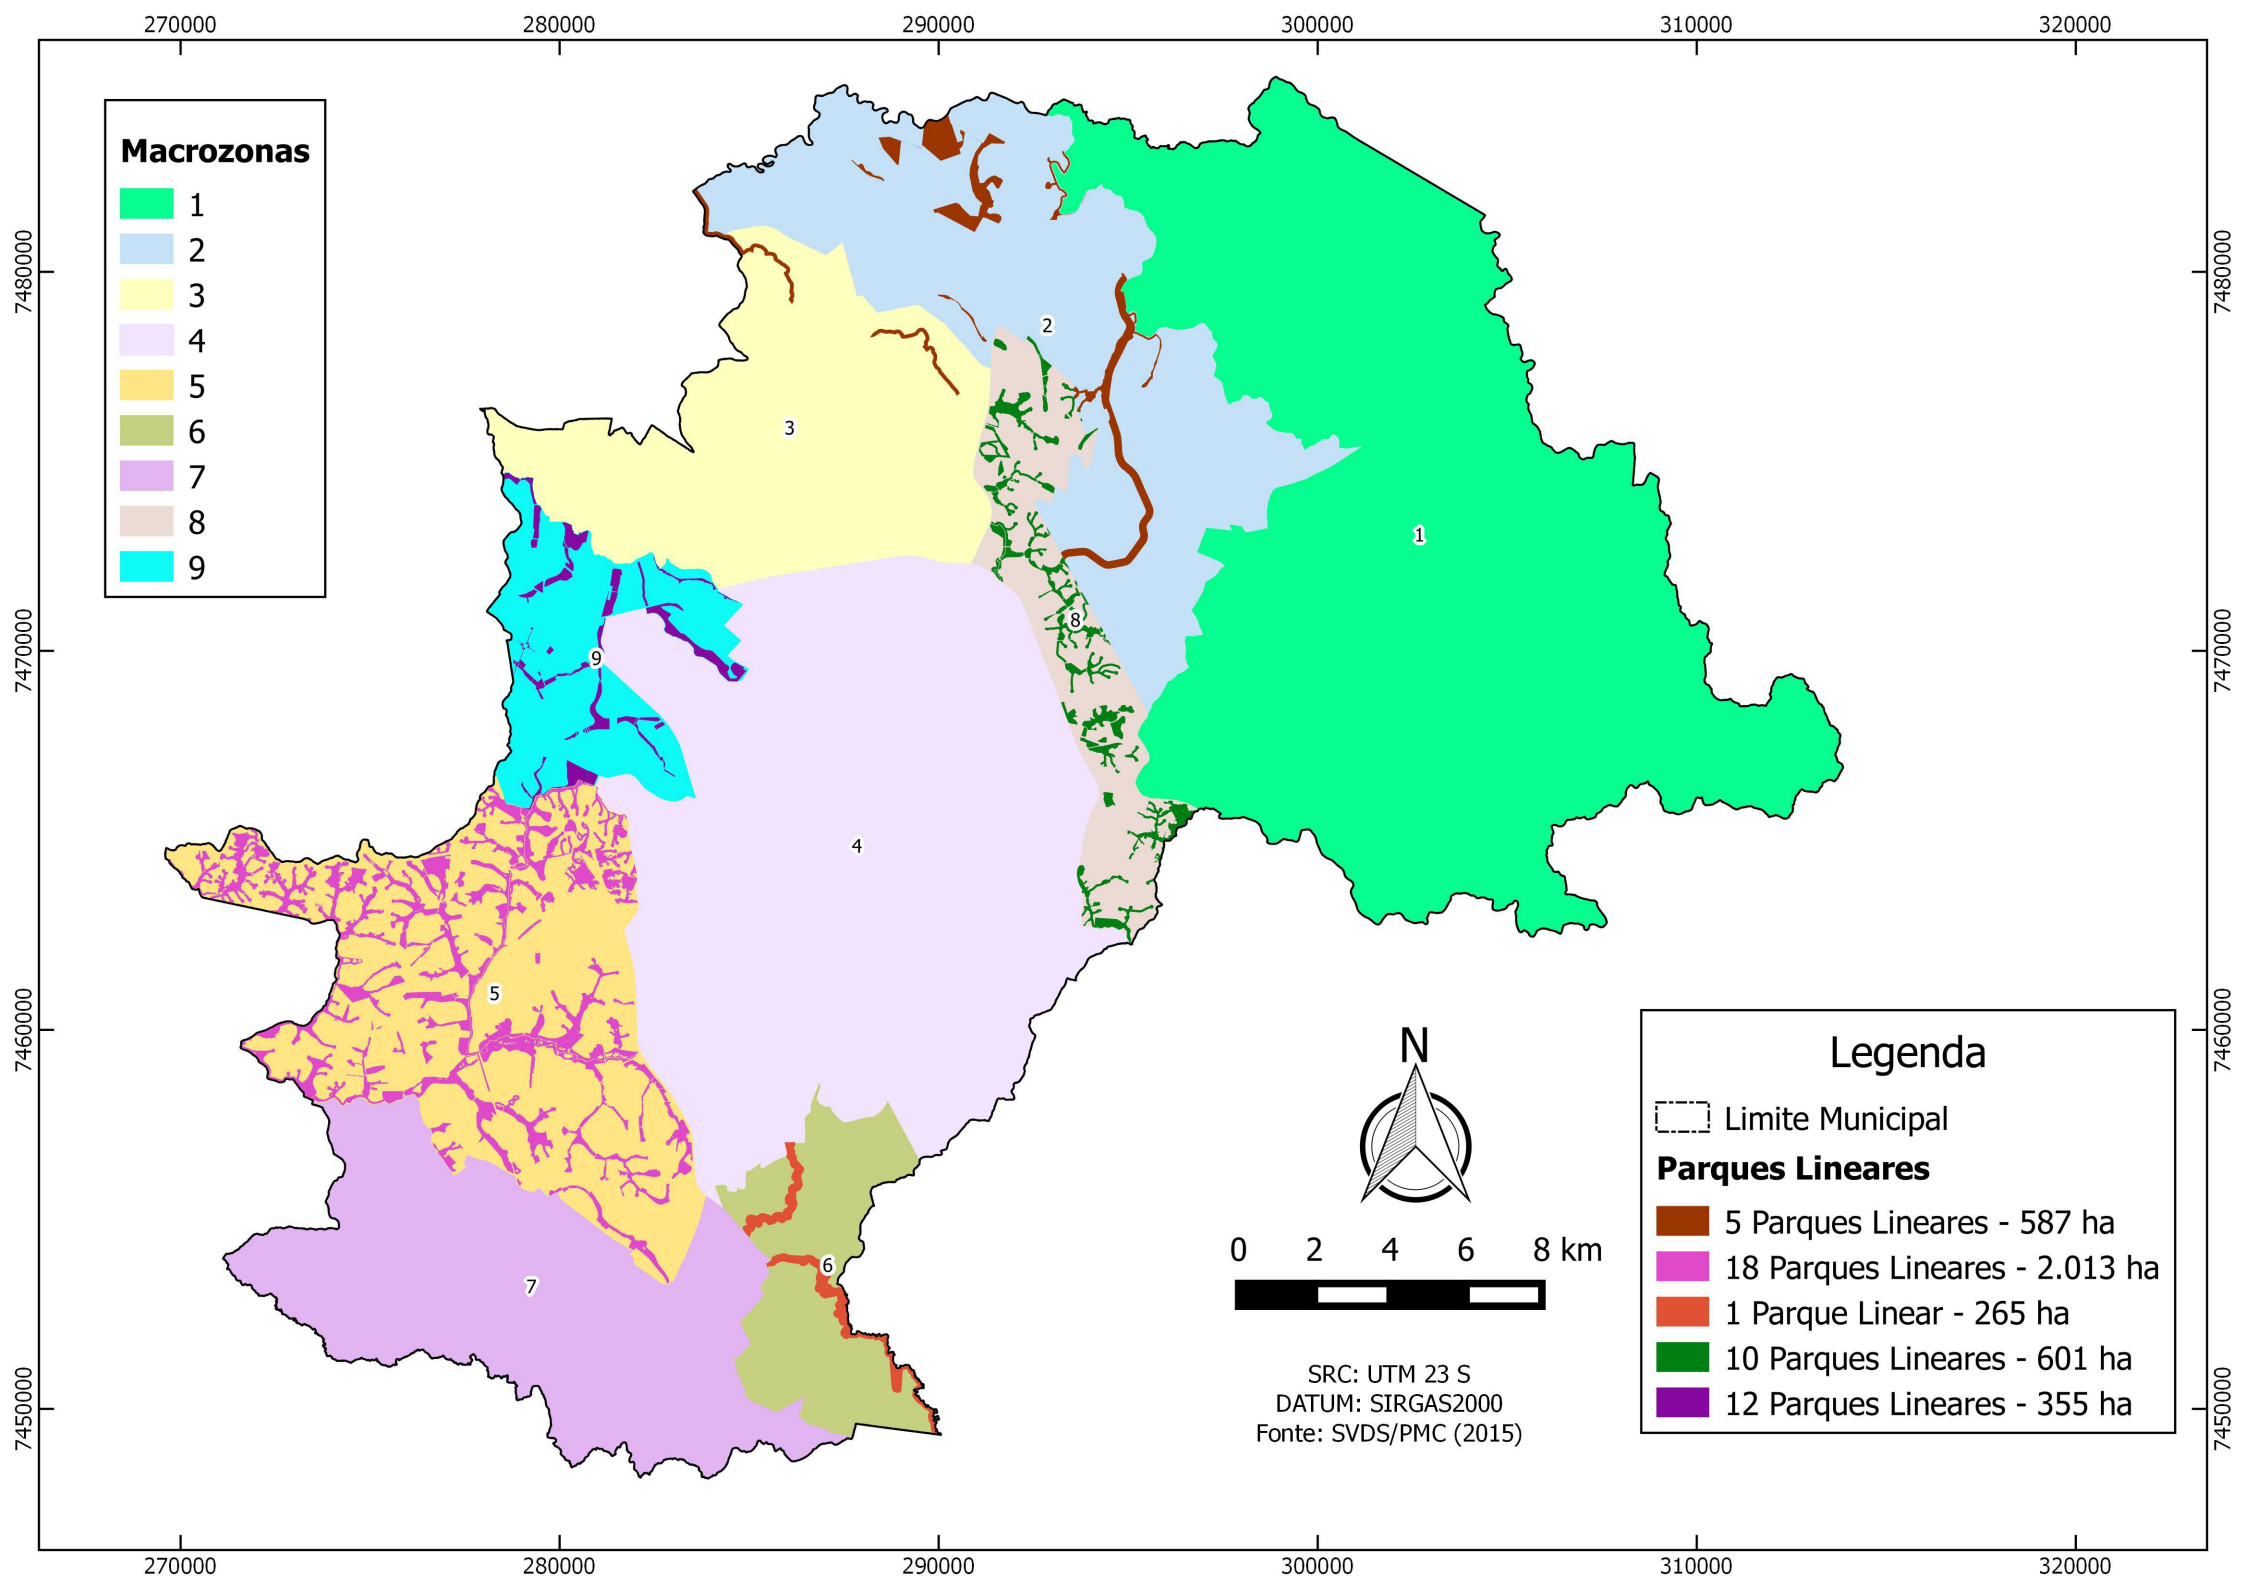 270000 280000 290000 300000 310000 320000
Macrozonas
1
2
3
4
5
6
7
8
9
7480000
7470000
7460000
7450000
2
3
1
8
9
4
5
6
7
7480000
7470000
7460000
7450000
N
0 2 4 6 8 km
SRC: UTM 23 S
DATUM: SIRGAS2000
Fonte: SVDS/PMC (2015)
Legenda
Limite Municipal
Parques Lineares
5 Parques Lineares - 587 ha
18 Parques Lineares - 2.013 ha
1 Parque Linear - 265 ha
10 Parques Lineares - 601 ha
12 Parques Lineares - 355 ha
270000 280000 290000 300000 310000 320000